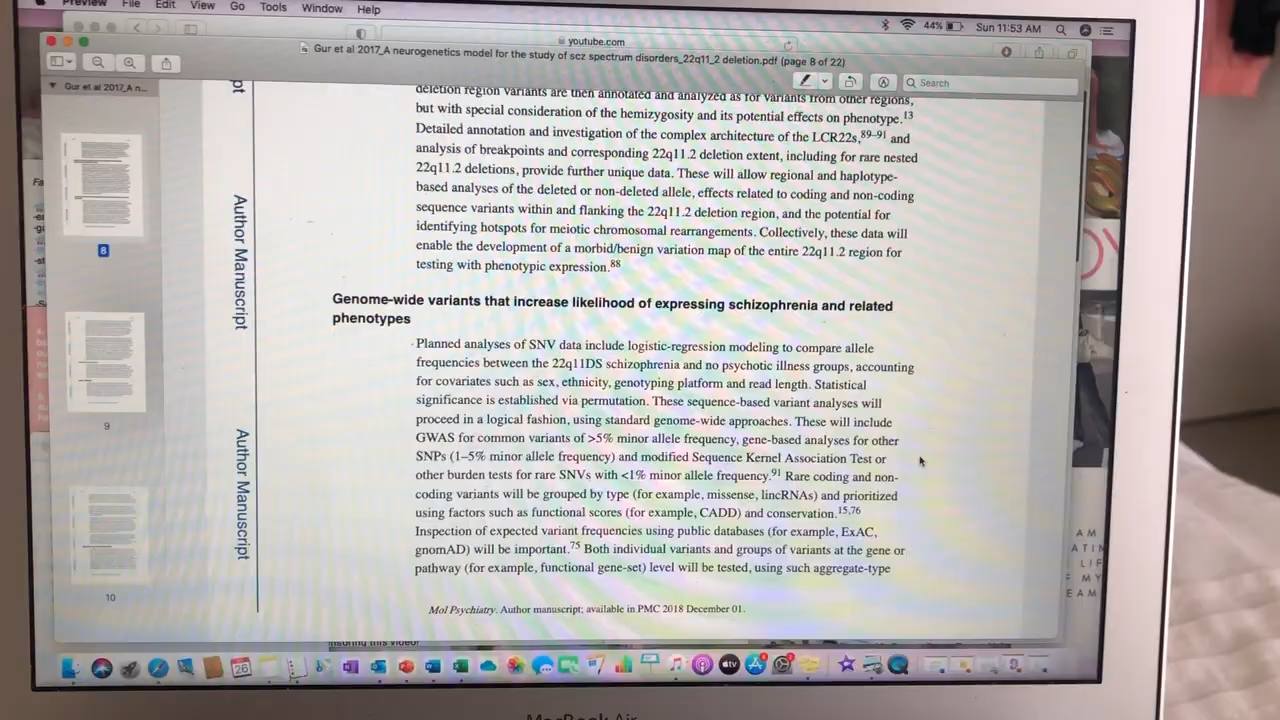 Preview File Edit View Go Tools Window Help
44% Sun 11:53 AM
youtube.com
Gur et al 2017_A neurogenetics model for the study of scz spectrum disorders_22q11_2 deletion.pdf (page 8 of 22)
Search
Gur et al 2017_A n...
8
9
10
pt
Author Manuscript
Author Manuscript
deletion region variants are then annotated and analyzed as for variants from other regions,
but with special consideration of the hemizygosity and its potential effects on phenotype.13
Detailed annotation and investigation of the complex architecture of the LCR22s,89–91 and
analysis of breakpoints and corresponding 22q11.2 deletion extent, including for rare nested
22q11.2 deletions, provide further unique data. These will allow regional and haplotype-
based analyses of the deleted or non-deleted allele, effects related to coding and non-coding
sequence variants within and flanking the 22q11.2 deletion region, and the potential for
identifying hotspots for meiotic chromosomal rearrangements. Collectively, these data will
enable the development of a morbid/benign variation map of the entire 22q11.2 region for
testing with phenotypic expression.88
Genome-wide variants that increase likelihood of expressing schizophrenia and related
phenotypes
Planned analyses of SNV data include logistic-regression modeling to compare allele
frequencies between the 22q11DS schizophrenia and no psychotic illness groups, accounting
for covariates such as sex, ethnicity, genotyping platform and read length. Statistical
significance is established via permutation. These sequence-based variant analyses will
proceed in a logical fashion, using standard genome-wide approaches. These will include
GWAS for common variants of >5% minor allele frequency, gene-based analyses for other
SNPs (1–5% minor allele frequency) and modified Sequence Kernel Association Test or
other burden tests for rare SNVs with <1% minor allele frequency.91 Rare coding and non-
coding variants will be grouped by type (for example, missense, lincRNAs) and prioritized
using factors such as functional scores (for example, CADD) and conservation.15,76
Inspection of expected variant frequencies using public databases (for example, ExAC,
gnomAD) will be important.75 Both individual variants and groups of variants at the gene or
pathway (for example, functional gene-set) level will be tested, using such aggregate-type
Mol Psychiatry. Author manuscript; available in PMC 2018 December 01.
AM
ATIN
LIF
MY
EAM
26
tv
MacBook Air